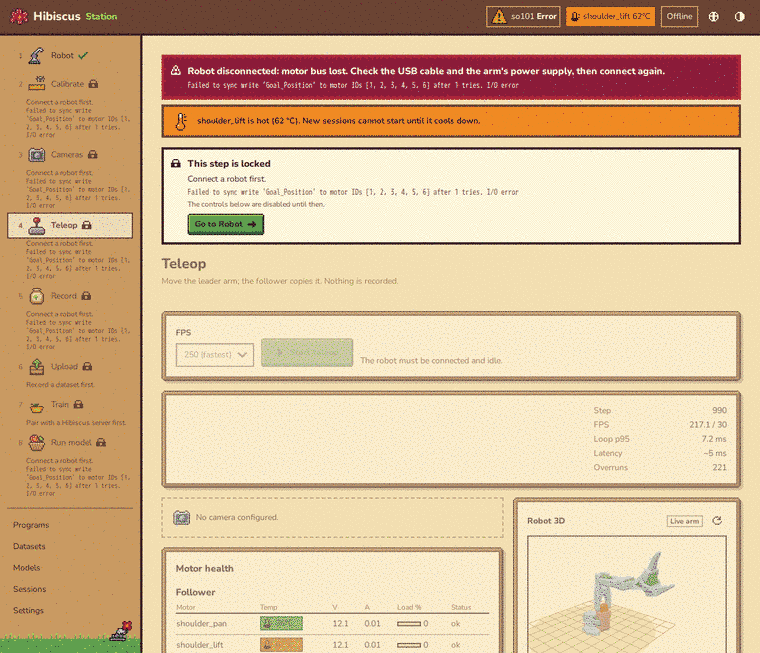 Hibiscus Station
so101 Error
shoulder_lift 62°C
Offline
1 Robot
2 Calibrate
Connect a robot first.
Failed to sync write
'Goal_Position' to motor IDs [1,
2, 3, 4, 5, 6] after 1 tries.
I/O error
3 Cameras
Connect a robot first.
Failed to sync write
'Goal_Position' to motor IDs [1,
2, 3, 4, 5, 6] after 1 tries.
I/O error
4 Teleop
Connect a robot first.
Failed to sync write
'Goal_Position' to motor IDs [1,
2, 3, 4, 5, 6] after 1 tries.
I/O error
5 Record
Connect a robot first.
Failed to sync write
'Goal_Position' to motor IDs [1,
2, 3, 4, 5, 6] after 1 tries.
I/O error
6 Upload
Record a dataset first.
7 Train
Pair with a Hibiscus server first.
8 Run model
Connect a robot first.
Failed to sync write
'Goal_Position' to motor IDs [1,
2, 3, 4, 5, 6] after 1 tries.
I/O error
Programs
Datasets
Models
Sessions
Settings
Robot disconnected: motor bus lost. Check the USB cable and the arm's power supply, then connect again.
Failed to sync write 'Goal_Position' to motor IDs [1, 2, 3, 4, 5, 6] after 1 tries. I/O error
shoulder_lift is hot (62 °C). New sessions cannot start until it cools down.
This step is locked
Connect a robot first.
Failed to sync write 'Goal_Position' to motor IDs [1, 2, 3, 4, 5, 6] after 1 tries. I/O error
The controls below are disabled until then.
Go to Robot
Teleop
Move the leader arm; the follower copies it. Nothing is recorded.
FPS
250 (fastest)
The robot must be connected and idle.
Step 990
FPS 217.1 / 30
Loop p95 7.2 ms
Latency ~5 ms
Overruns 221
No camera configured.
Robot 3D
Live arm
Motor health
Follower
Motor Temp V A Load % Status
shoulder_pan 12.1 0.01 0 ok
shoulder_lift 12.1 0.01 0 ok